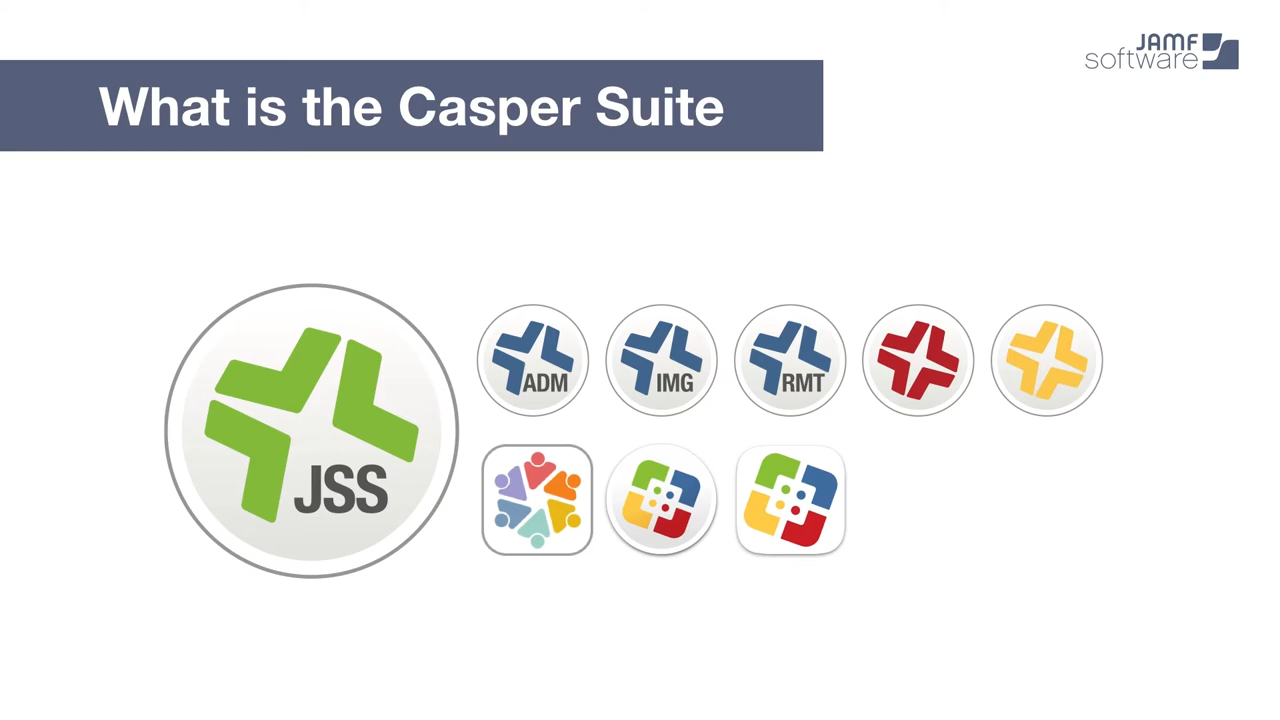 JAMF
software
What is the Casper Suite
JSS
ADM
IMG
RMT